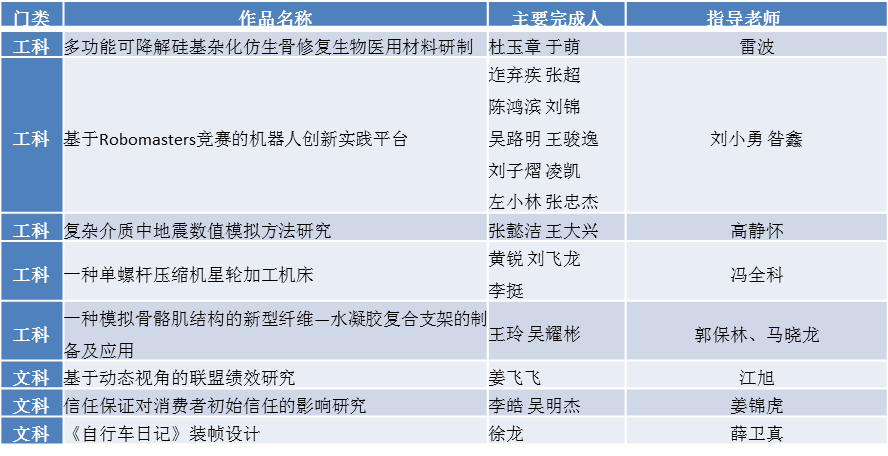 门类 作品名称 主要完成人 指导老师
工科 多功能可降解硅基杂化仿生骨修复生物医用材料研制 杜玉章 于萌 雷波
迮弃疾 张超
陈鸿滨 刘锦
工科 基于Robomasters竞赛的机器人创新实践平台 吴路明 王骏逸 刘小勇 昝鑫
刘子熠 凌凯
左小林 张忠杰
工科 复杂介质中地震数值模拟方法研究 张懿洁 王大兴 高静怀
黄锐 刘飞龙
工科 一种单螺杆压缩机星轮加工机床 冯全科
李挺
一种模拟骨骼肌结构的新型纤维—水凝胶复合支架的制
工科 王玲 吴耀彬 郭保林、马晓龙
备及应用
文科 基于动态视角的联盟绩效研究 姜飞飞 江旭
文科 信任保证对消费者初始信任的影响研究 李皓 吴明杰 姜锦虎
文科 《自行车日记》装帧设计 徐龙 薛卫真